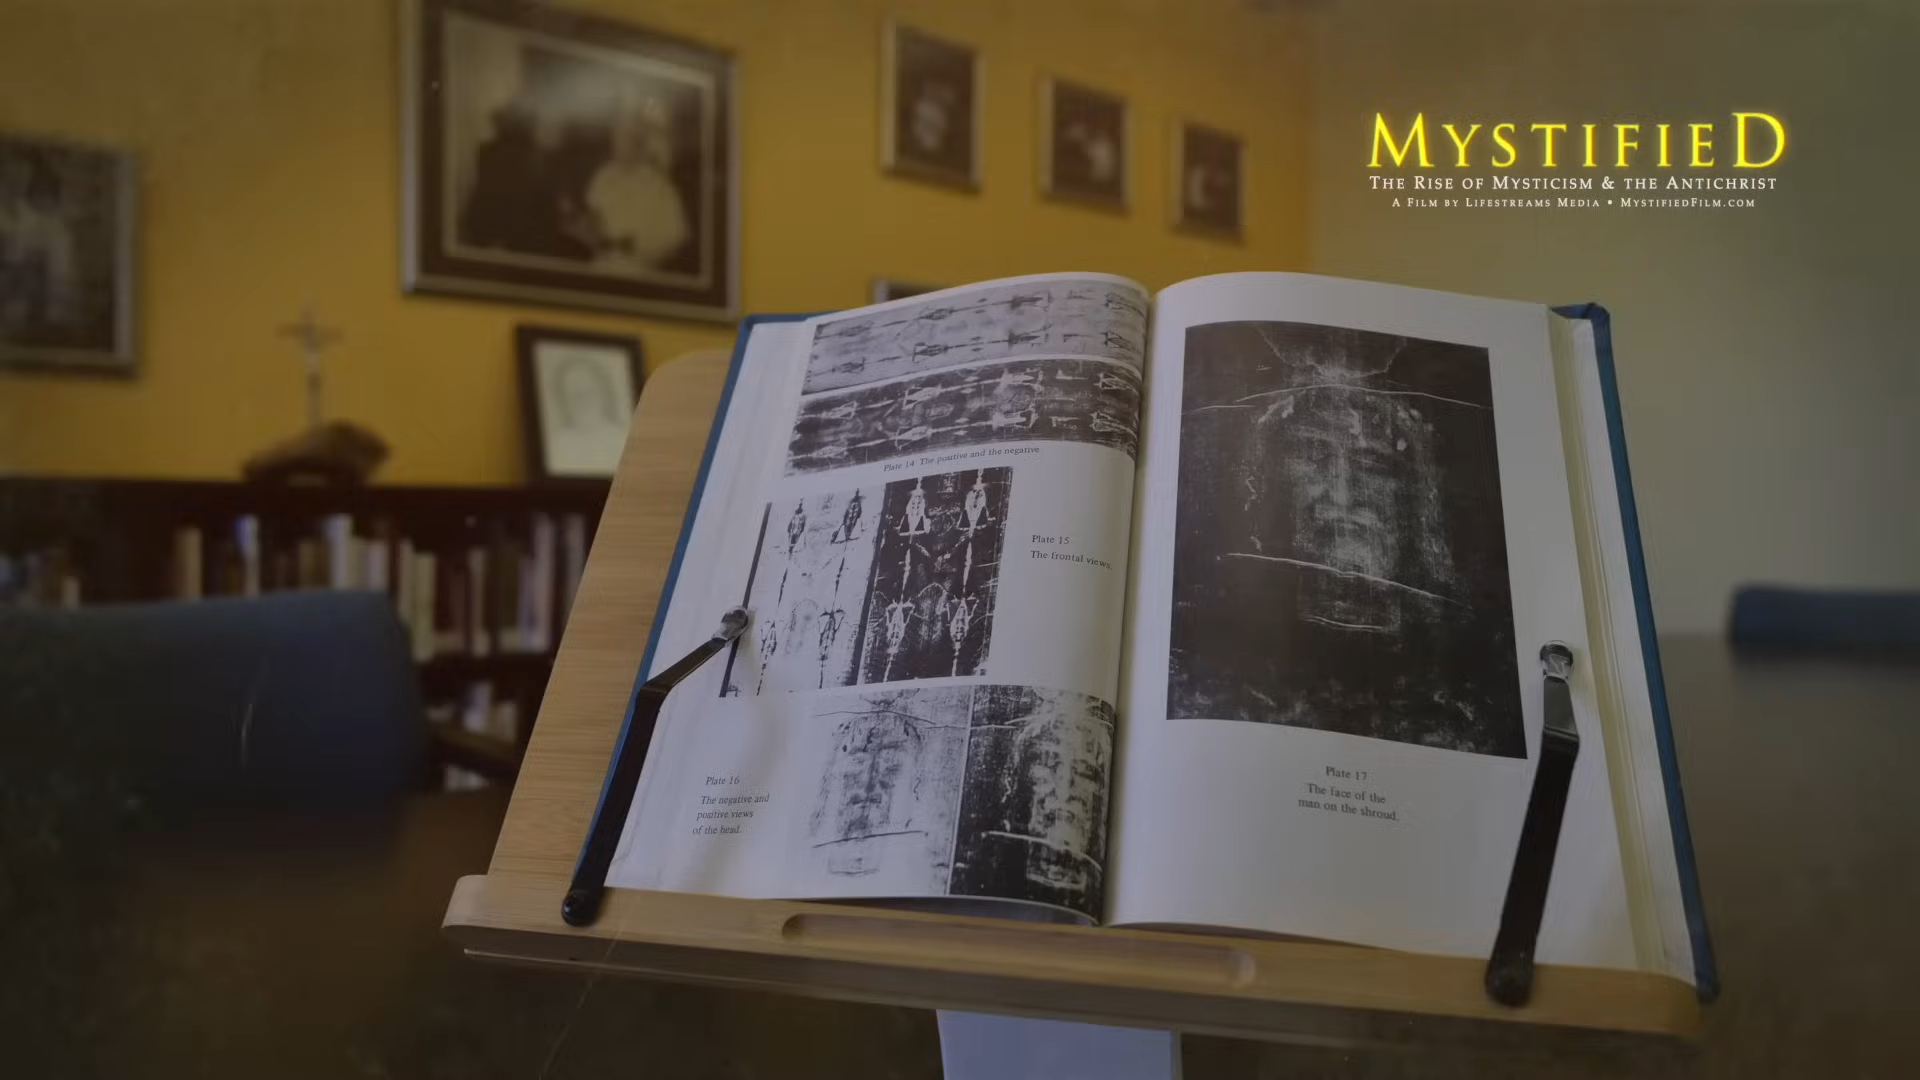 MYSTIFIED
THE RISE OF MYSTICISM & THE ANTICHRIST
A FILM BY LIFESTREAMS MEDIA • MYSTIFIEDFILM.COM
Plate 14 The positive and the negative
Plate 15
The frontal views.
Plate 16
The negative and
positive views
of the head.
Plate 17
The face of the
man on the shroud.